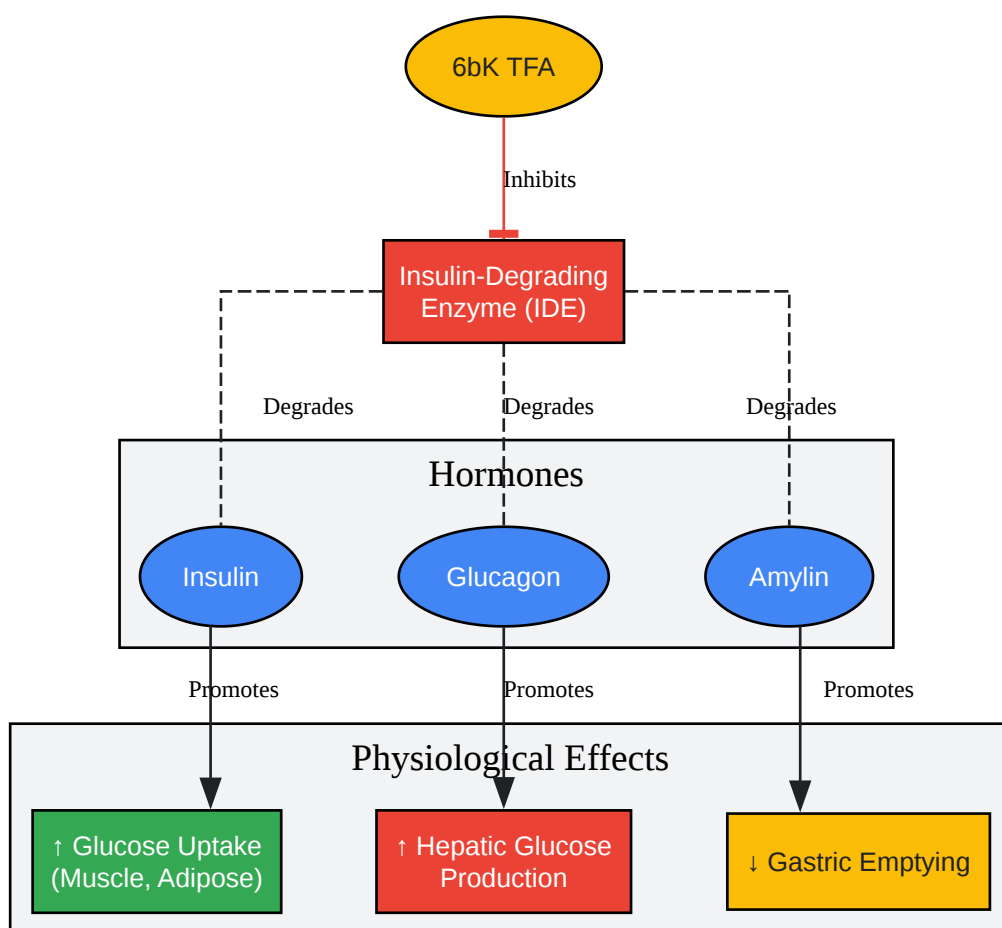 6bK TFA
Inhibits
Insulin-Degrading
Enzyme (IDE)
Degrades
Degrades
Degrades
Hormones
Insulin
Glucagon
Amylin
Promotes
Promotes
Promotes
Physiological Effects
↑ Glucose Uptake
(Muscle, Adipose)
↑ Hepatic Glucose
Production
↓ Gastric Emptying